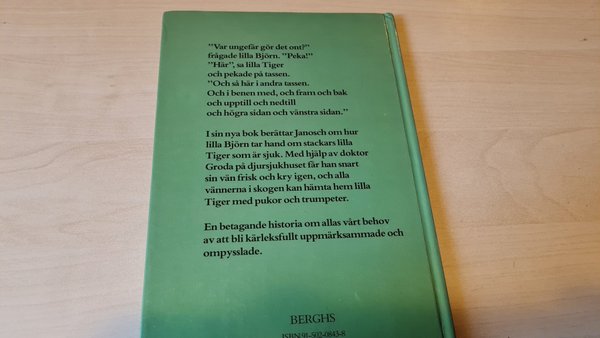 "Var ungefär gör det ont?"
frågade lilla Björn. "Peka!"
"Här", sa lilla Tiger
och pekade på tassen.
"Och så här i andra tassen.
Och i benen med, och fram och bak
och upptill och nedtill
och högra sidan och vänstra sidan."
I sin nya bok berättar Janosch om hur
lilla Björn tar hand om stackars lilla
Tiger som är sjuk. Med hjälp av doktor
Groda på djursjukhuset får han snart
sin vän frisk och kry igen, och alla
vännerna i skogen kan hämta hem lilla
Tiger med pukor och trumpeter.
En betagande historia om allas vårt behov
av att bli kärleksfullt uppmärksammade och
ompysslade.
BERGHS
ISBN 91-502-0843-8